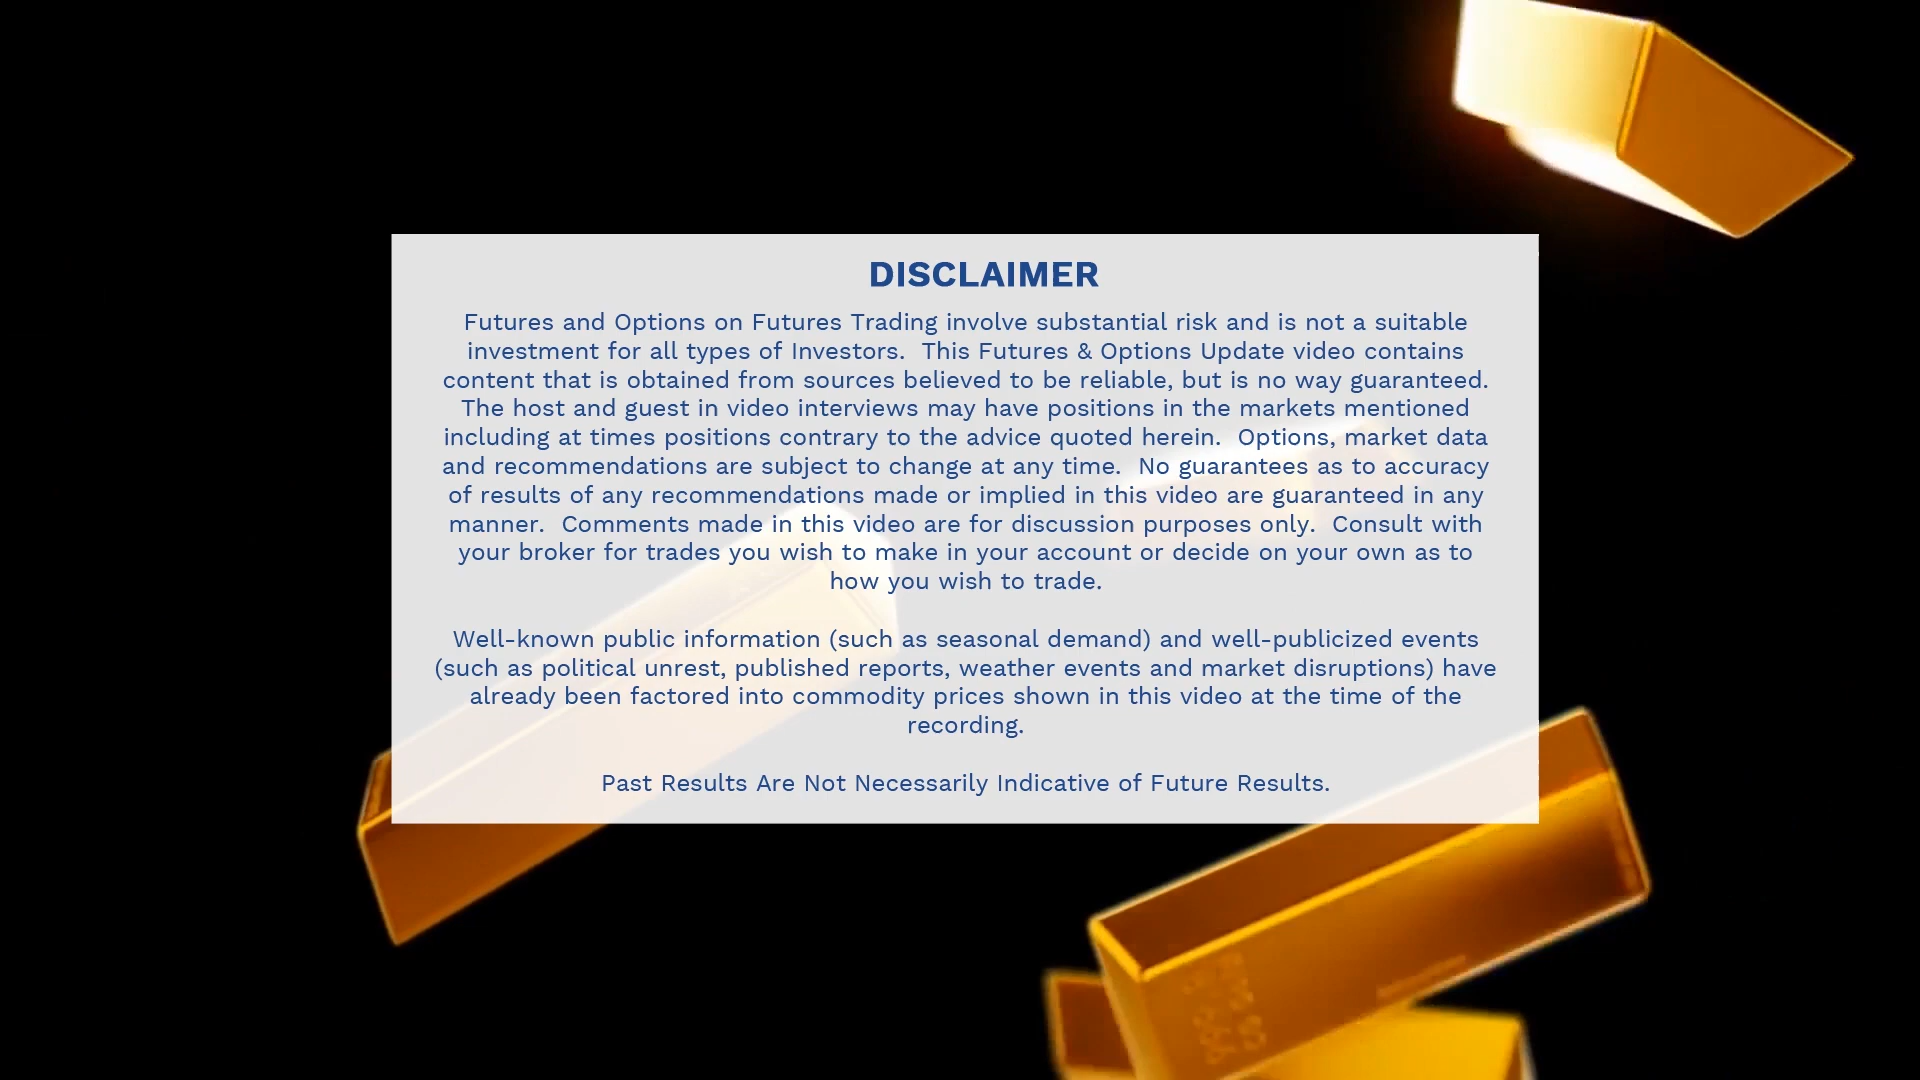 DISCLAIMER
Futures and Options on Futures Trading involve substantial risk and is not a suitable
investment for all types of Investors.  This Futures & Options Update video contains
content that is obtained from sources believed to be reliable, but is no way guaranteed.
The host and guest in video interviews may have positions in the markets mentioned
including at times positions contrary to the advice quoted herein.  Options, market data
and recommendations are subject to change at any time.  No guarantees as to accuracy
of results of any recommendations made or implied in this video are guaranteed in any
manner.  Comments made in this video are for discussion purposes only.  Consult with
your broker for trades you wish to make in your account or decide on your own as to
how you wish to trade.
Well-known public information (such as seasonal demand) and well-publicized events
(such as political unrest, published reports, weather events and market disruptions) have
already been factored into commodity prices shown in this video at the time of the
recording.
Past Results Are Not Necessarily Indicative of Future Results.